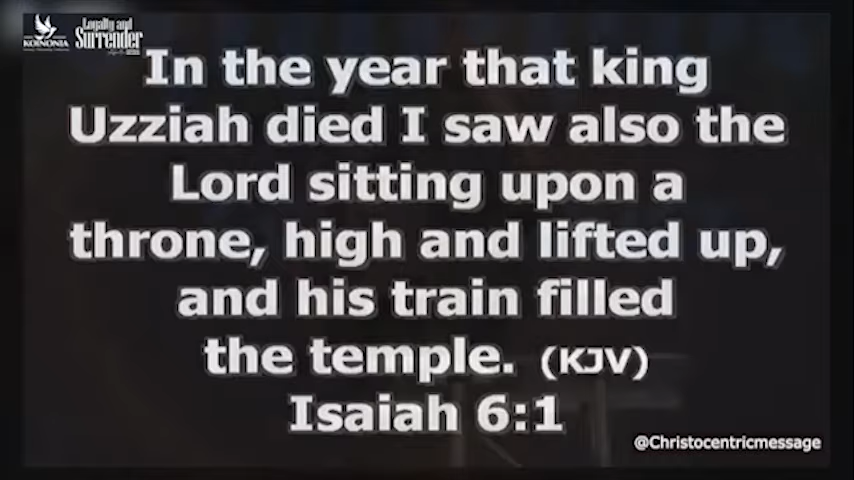 KOINONIA
Loyalty and
Surrender
In the year that king
Uzziah died I saw also the
Lord sitting upon a
throne, high and lifted up,
and his train filled
the temple. (KJV)
Isaiah 6:1
@Christocentricmessage